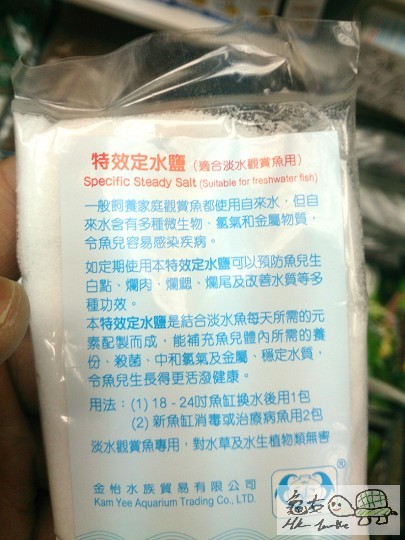 特效定水鹽(適合淡水觀賞魚用)
Specific Steady Salt (Suitable for freshwater fish)
一般飼養家庭觀賞魚都使用自來水，但自
來水含有多種微生物、氯氣和金屬物質，
令魚兒容易感染疾病。
如定期使用本特效定水鹽可以預防魚兒生
白點、爛肉、爛鰓、爛尾及改善水質等多
種功效。
本特效定水鹽是結合淡水魚每天所需的元
素配製而成，能補充魚兒體內所需的養
份、殺菌、中和氯氣及金屬、穩定水質，
令魚兒生長得更活潑健康。
用法：(1) 18 - 24吋魚缸換水後用1包
(2) 新魚缸消毒或治療病魚用2包
淡水觀賞魚專用，對水草及水生植物類無害
金怡水族貿易有限公司
Kam Yee Aquarium Trading Co., LTD.
®